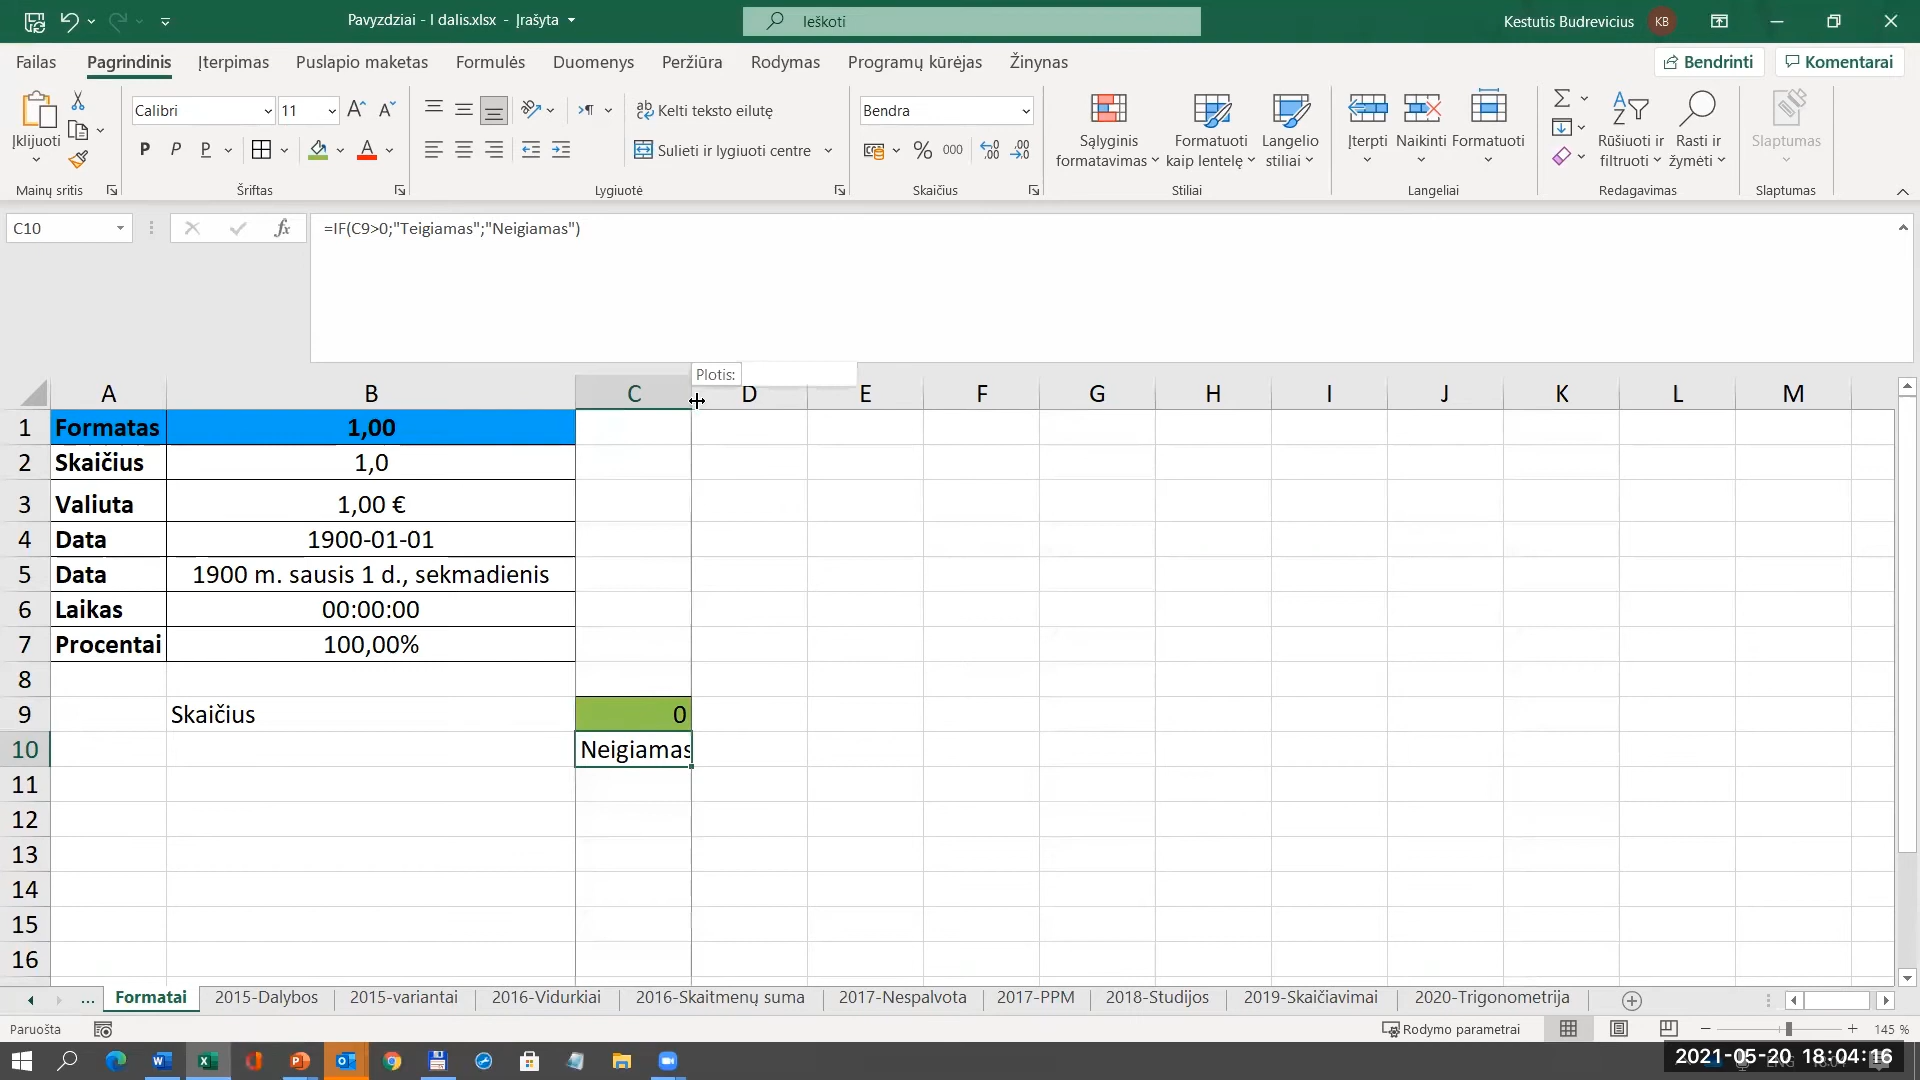 Pavyzdziai - I dalis.xlsx - Įrašyta
Ieškoti
Kestutis Budrevicius
KB
Failas
Pagrindinis
Įterpimas
Puslapio maketas
Formulės
Duomenys
Peržiūra
Rodymas
Programų kūrėjas
Žinynas
Bendrinti
Komentarai
Įklijuoti
Calibri
11
P P P
Kelti teksto eilutę
Sulieti ir lygiuoti centre
Bendra
% 000
Sąlyginis
formatavimas
Formatuoti
kaip lentelę
Langelio
stiliai
Įterpti
Naikinti
Formatuoti
Rūšiuoti ir
filtruoti
Rasti ir
žymėti
Slaptumas
Mainų sritis
Šriftas
Lygiuotė
Skaičius
Stiliai
Langeliai
Redagavimas
Slaptumas
C10
fx
=IF(C9>0;"Teigiamas";"Neigiamas")
Plotis:
A B C D E F G H I J K L M
1 Formatas 1,00
2 Skaičius 1,0
3 Valiuta 1,00 €
4 Data 1900-01-01
5 Data 1900 m. sausis 1 d., sekmadienis
6 Laikas 00:00:00
7 Procentai 100,00%
8
9 Skaičius 0
10 Neigiamas
11
12
13
14
15
16
... Formatai 2015-Dalybos 2015-variantai 2016-Vidurkiai 2016-Skaitmenų suma 2017-Nespalvota 2017-PPM 2018-Studijos 2019-Skaičiavimai 2020-Trigonometrija
Paruošta
Rodymo parametrai
145 %
2021-05-20 18:04:16